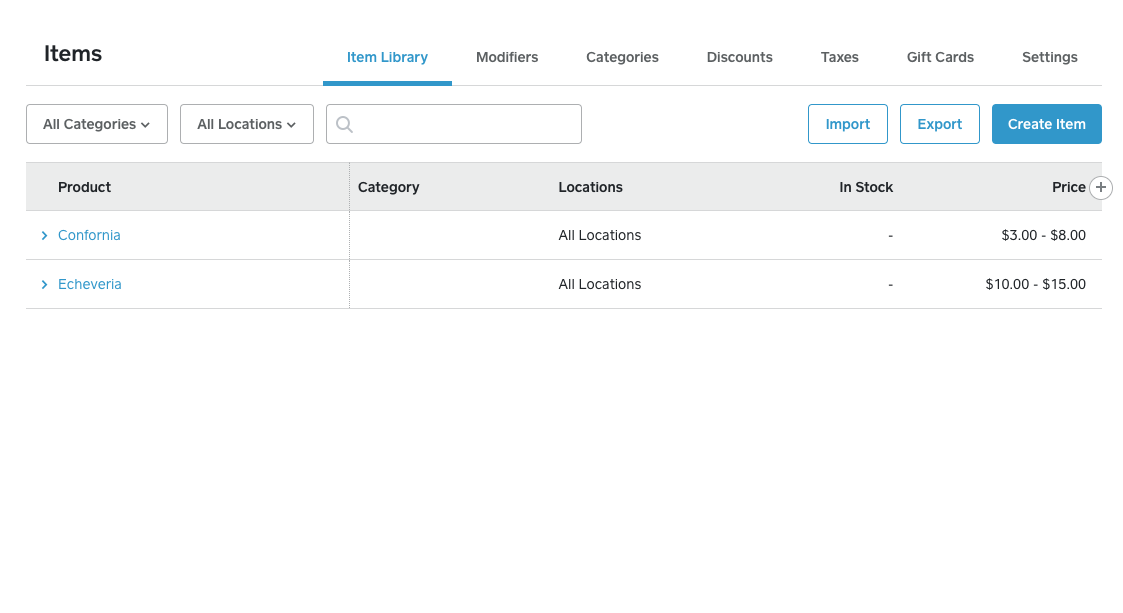 Items
Item Library Modifiers Categories Discounts Taxes Gift Cards Settings
All Categories All Locations Import Export Create Item
Product Category Locations In Stock Price +
Confornia All Locations - $3.00 - $8.00
Echeveria All Locations - $10.00 - $15.00